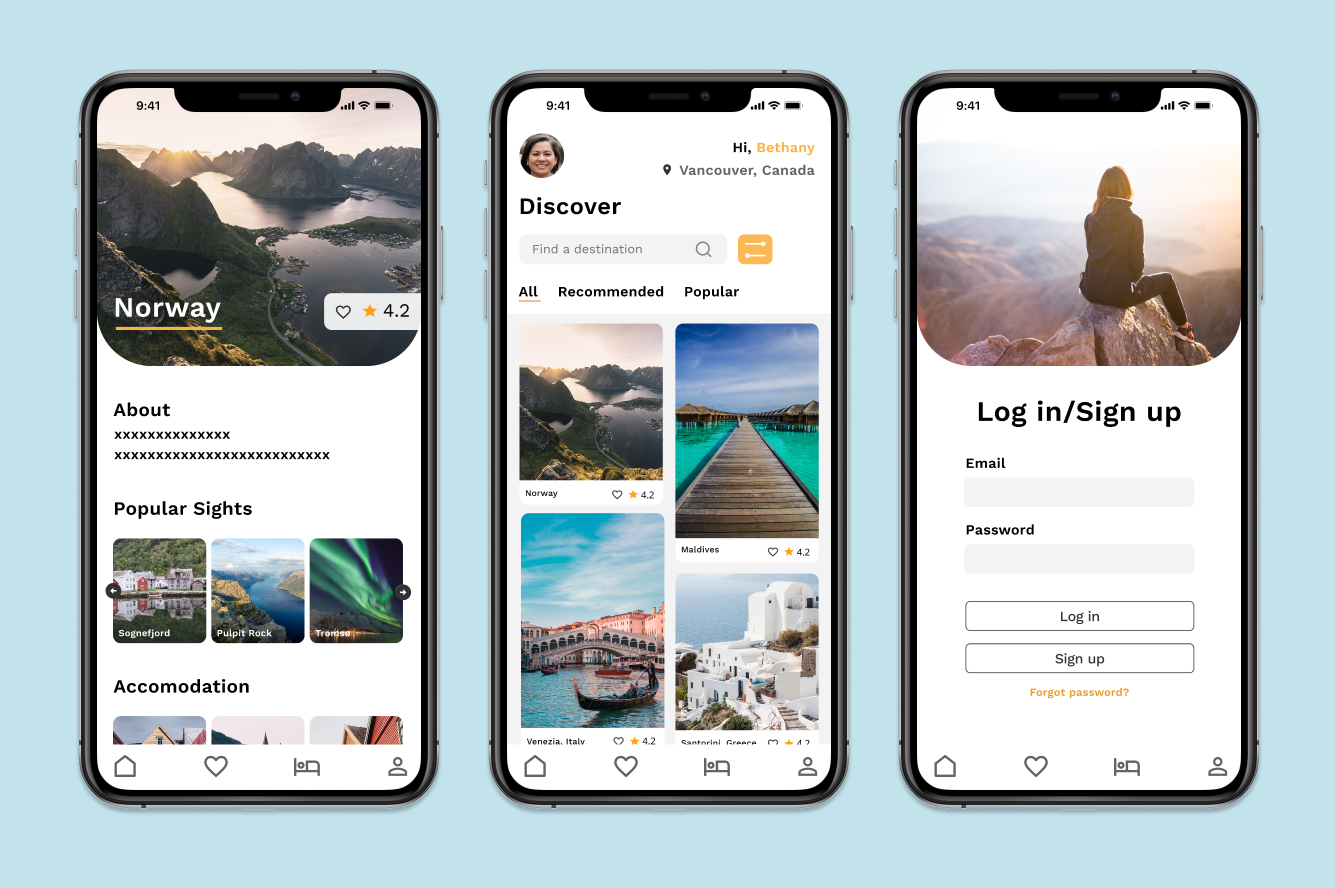 9:41
Norway
4.2
About
xxxxxxxxxxxxxx
xxxxxxxxxxxxxxxxxxxxxxxxxx
Popular Sights
Sognefjord
Pulpit Rock
Tromsø
Accomodation
9:41
Hi, Bethany
Vancouver, Canada
Discover
Find a destination
All Recommended Popular
Norway 4.2
Maldives 4.2
Venezia, Italy 4.2
Santorini, Greece 4.2
9:41
Log in/Sign up
Email
Password
Log in
Sign up
Forgot password?